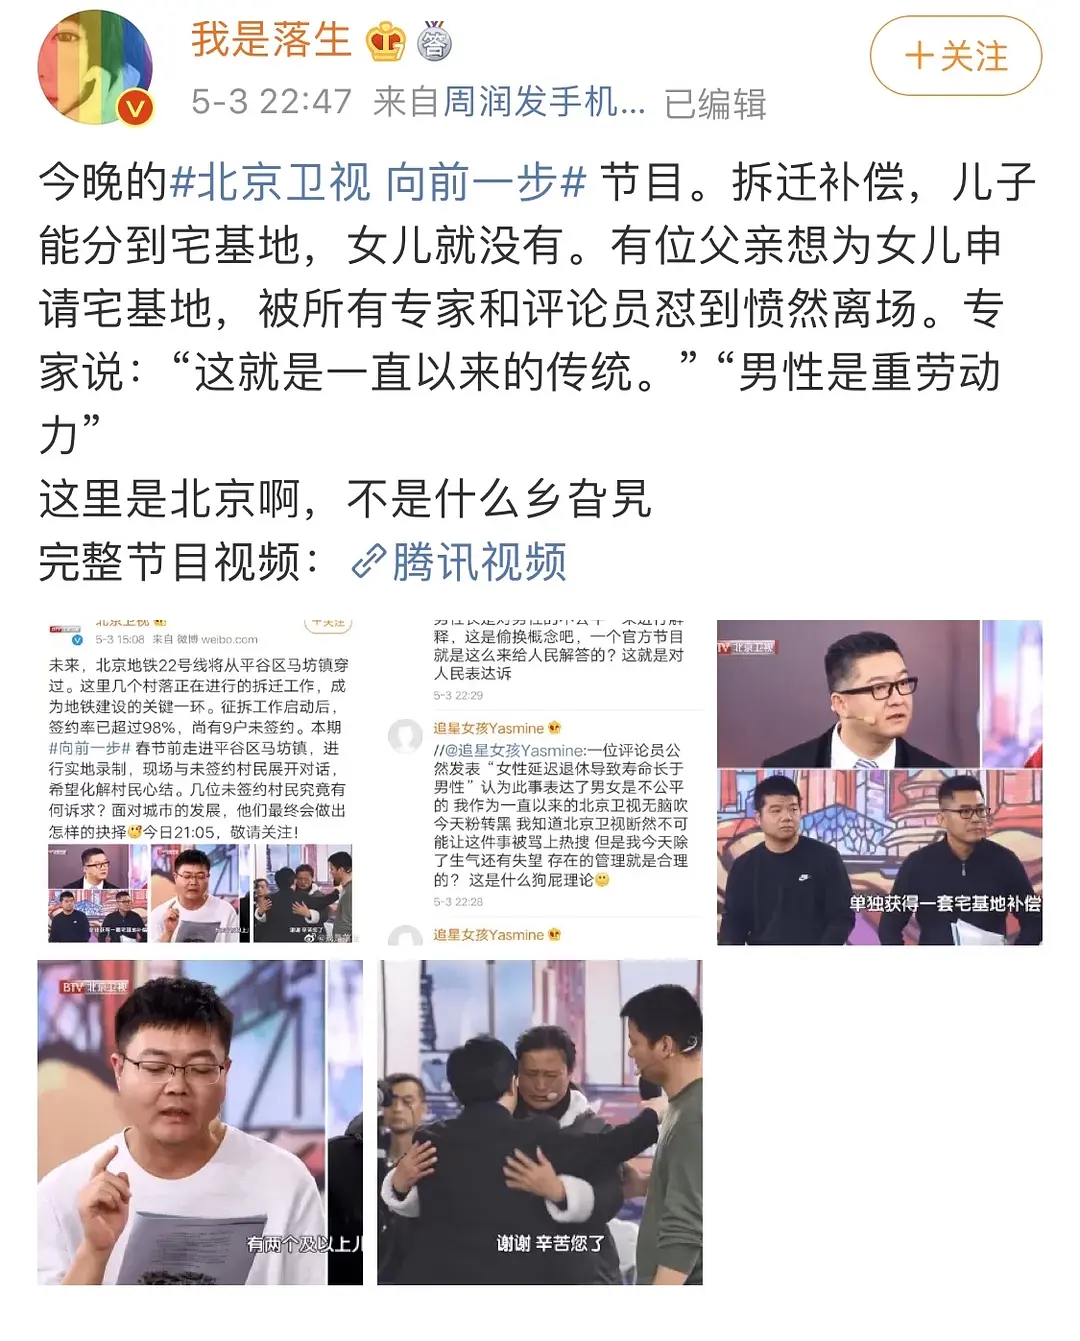 我是落生
5-3 22:47 来自周润发手机... 已编辑
+关注
今晚的#北京卫视 向前一步# 节目。拆迁补偿，儿子
能分到宅基地，女儿就没有。有位父亲想为女儿申
请宅基地，被所有专家和评论员怼到愤然离场。专
家说：“这就是一直以来的传统。”“男性是重劳动
力”
这里是北京啊，不是什么乡旮旯
完整节目视频： 腾讯视频
北京卫视
+关注
5-3 15:08 来自 微博 weibo.com
未来，北京地铁22号线将从平谷区马坊镇穿
过。这里几个村落正在进行的拆迁工作，成
为地铁建设的关键一环。征拆工作启动后，
签约率已超过98%，尚有9户未签约。本期
#向前一步# 春节前走进平谷区马坊镇，进
行实地录制，现场与未签约村民展开对话，
希望化解村民心结。几位未签约村民究竟有
何诉求？面对城市的发展，他们最终会做出
怎样的抉择今日21:05，敬请关注！
谢谢 辛苦您了
释，这是偷换概念吧，一个官方节目
就是这么来给人民解答的？这就是对
人民表达诉
5-3 22:29
追星女孩Yasmine
//@追星女孩Yasmine:一位评论员公
然发表“女性延迟退休导致寿命长于
男性”认为此事表达了男女是不公平
的 我作为一直以来的北京卫视无脑吹
今天粉转黑 我知道北京卫视断然不可
能让这件事被骂上热搜 但是我今天除
了生气还有失望 存在的管理就是合理
的？ 这是什么狗屁理论
5-3 22:28
追星女孩Yasmine
BTV 北京卫视
单独获得一套宅基地补偿
BTV 北京卫视
有两个及以上儿
谢谢 辛苦您了